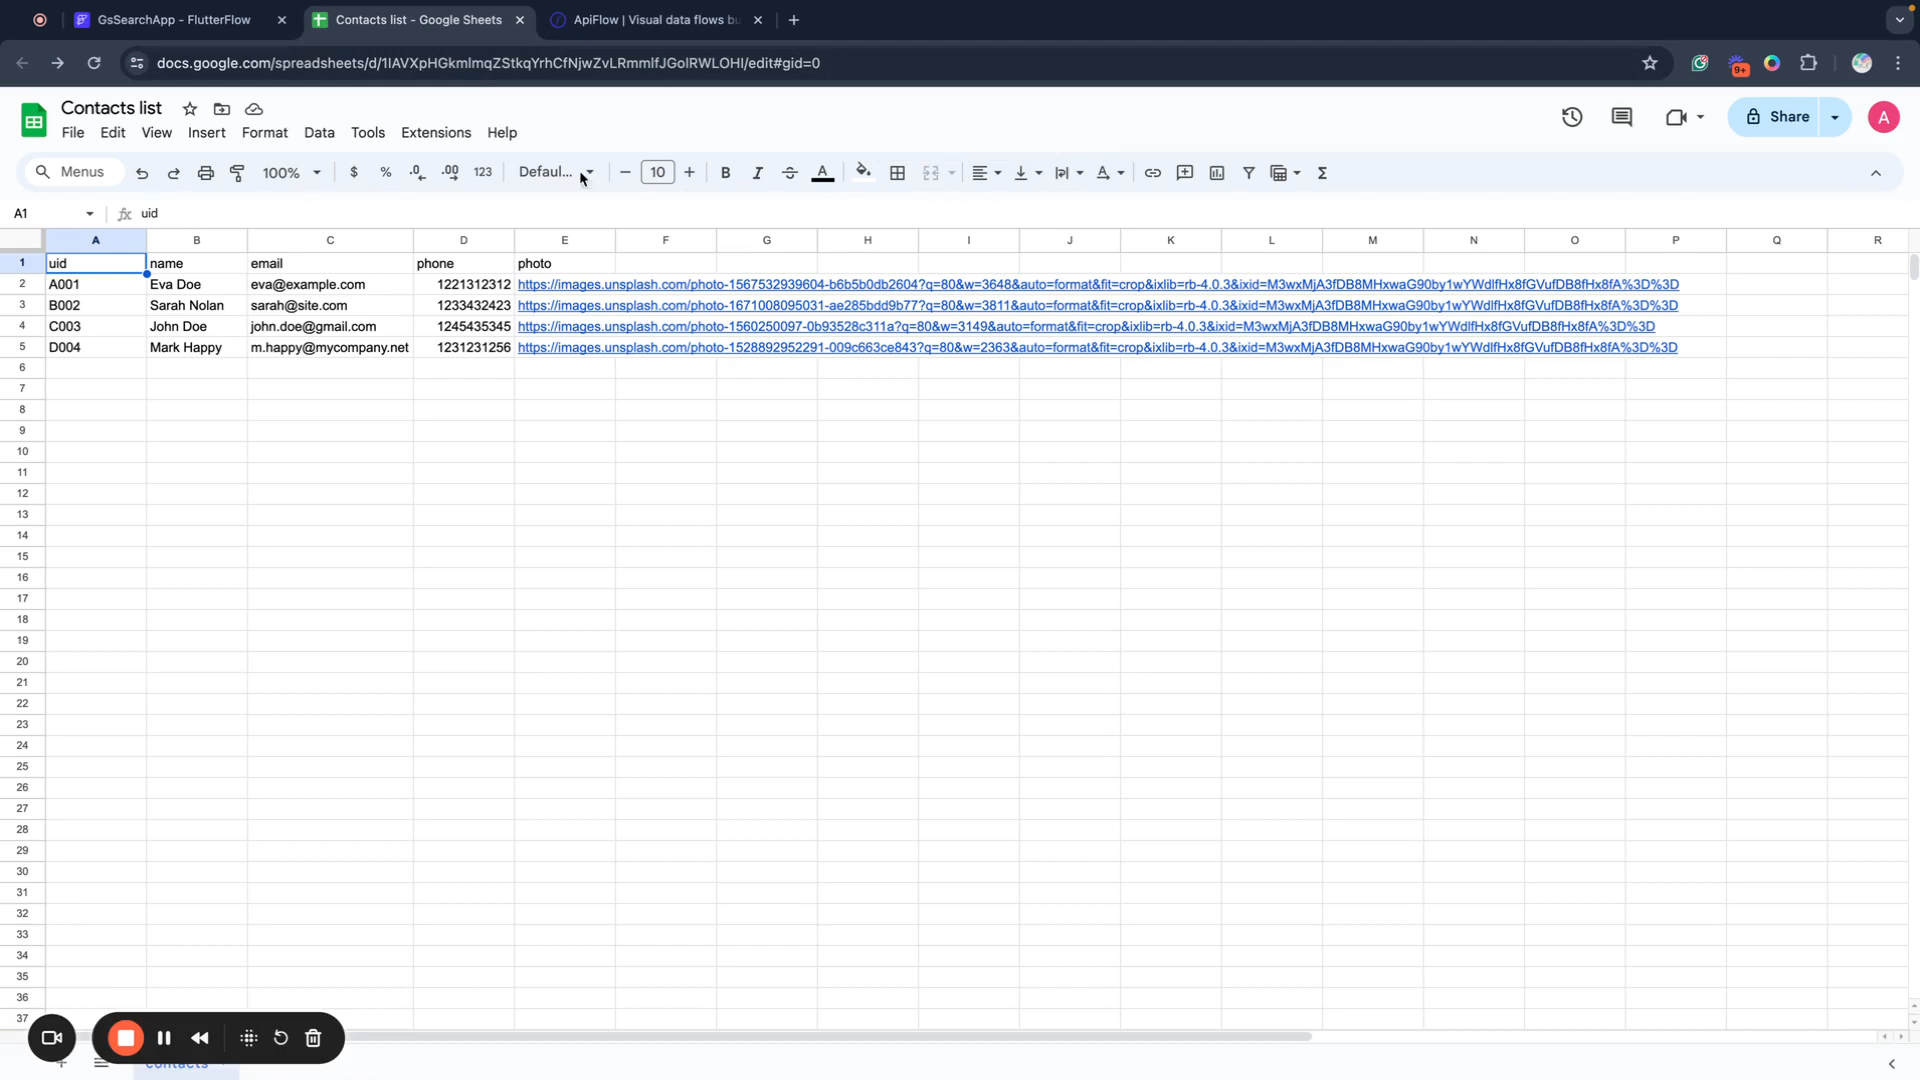 GsSearchApp - FlutterFlow
Contacts list - Google Sheets
ApiFlow | Visual data flows bu
docs.google.com/spreadsheets/d/1IAVXpHGkmlmqZStkqYrhCfNjwZvLRmmlfJGolRWLOHI/edit#gid=0
9+
Contacts list
File Edit View Insert Format Data Tools Extensions Help
Share
A
Menus 100% $ % .0 .00 123 Defaul... 10 B I A Σ
A1 fx uid
A B C D E F G H I J K L M N O P Q R
1 uid name email phone photo
2 A001 Eva Doe eva@example.com 1221312312 https://images.unsplash.com/photo-1567532939604-b6b5b0db2604?q=80&w=3648&auto=format&fit=crop&ixlib=rb-4.0.3&ixid=M3wxMjA3fDB8MHxwaG90by1wYWdlfHx8fGVufDB8fHx8fA%3D%3D
3 B002 Sarah Nolan sarah@site.com 1233432423 https://images.unsplash.com/photo-1671008095031-ae285bdd9b77?q=80&w=3811&auto=format&fit=crop&ixlib=rb-4.0.3&ixid=M3wxMjA3fDB8MHxwaG90by1wYWdlfHx8fGVufDB8fHx8fA%3D%3D
4 C003 John Doe john.doe@gmail.com 1245435345 https://images.unsplash.com/photo-1560250097-0b93528c311a?q=80&w=3149&auto=format&fit=crop&ixlib=rb-4.0.3&ixid=M3wxMjA3fDB8MHxwaG90by1wYWdlfHx8fGVufDB8fHx8fA%3D%3D
5 D004 Mark Happy m.happy@mycompany.net 1231231256 https://images.unsplash.com/photo-1528892952291-009c663ce843?q=80&w=2363&auto=format&fit=crop&ixlib=rb-4.0.3&ixid=M3wxMjA3fDB8MHxwaG90by1wYWdlfHx8fGVufDB8fHx8fA%3D%3D
6
7
8
9
10
11
12
13
14
15
16
17
18
19
20
21
22
23
24
25
26
27
28
29
30
31
32
33
34
35
36
37
contacts